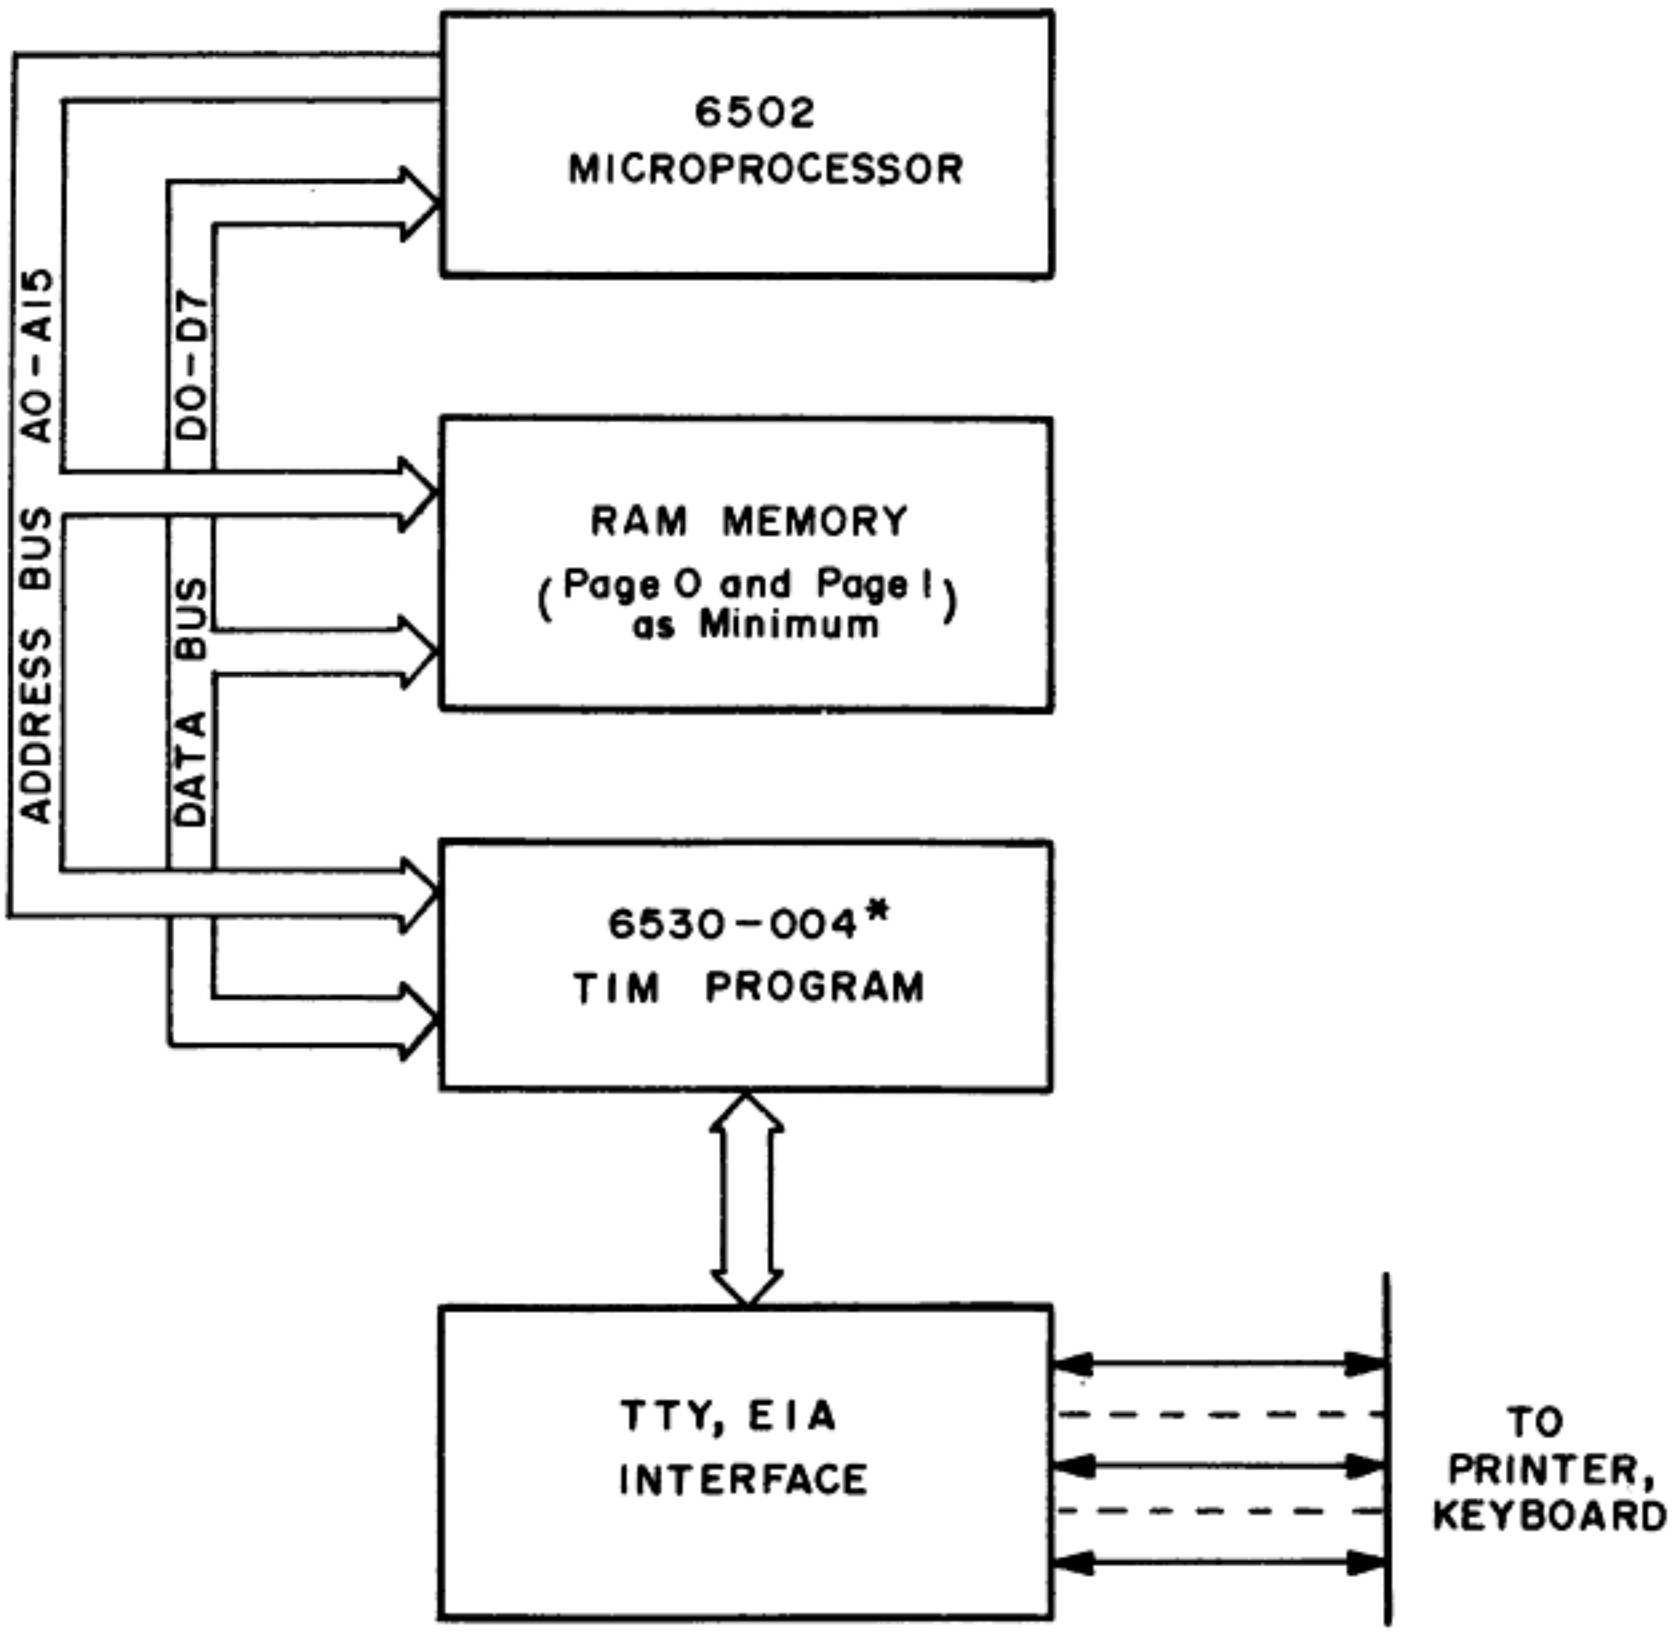 6502
MICROPROCESSOR
ADDRESS BUS A0-A15
DATA BUS D0-D7
RAM MEMORY
(Page 0 and Page 1
as Minimum)
6530-004*
TIM PROGRAM
TTY, EIA
INTERFACE
TO
PRINTER,
KEYBOARD